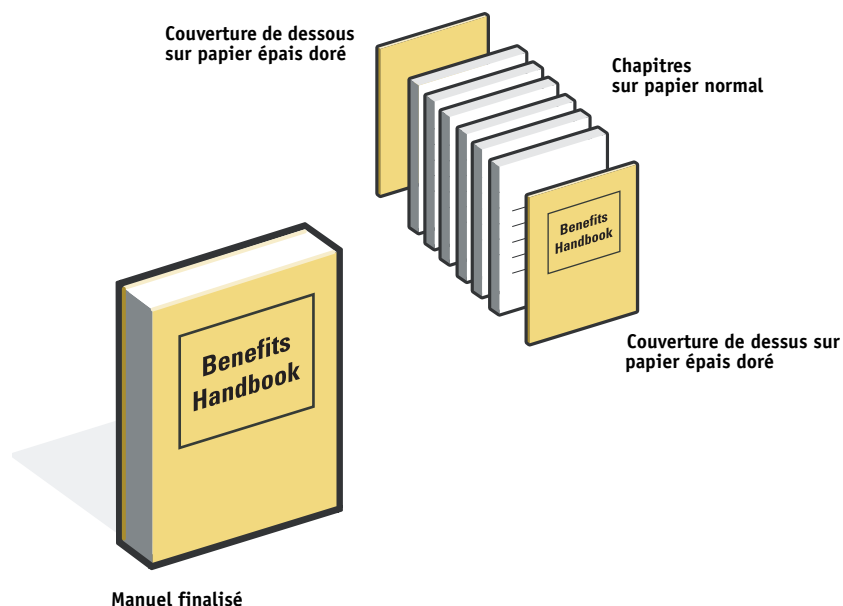 Couverture de dessous
sur papier épais doré
Chapitres
sur papier normal
Benefits
Handbook
Couverture de dessus sur
papier épais doré
Benefits
Handbook
Manuel finalisé